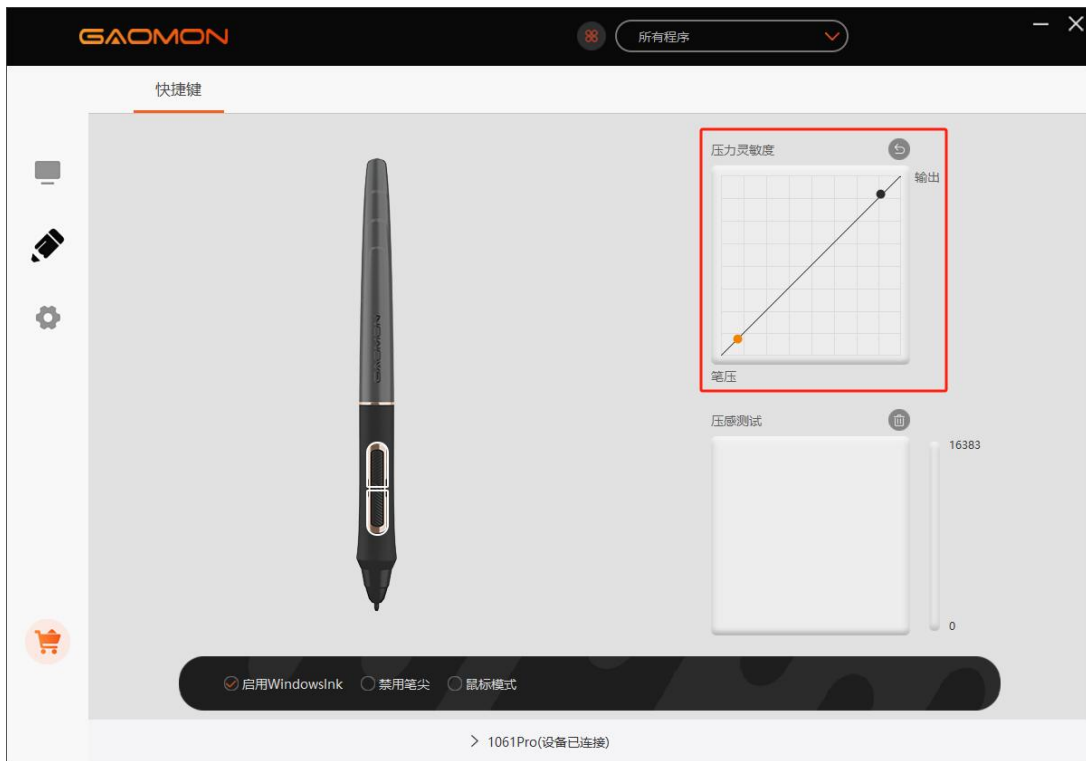 GAOMON
所有程序
快捷键
压力灵敏度
输出
笔压
GAOMON
压感测试
16383
0
启用WindowsInk
禁用笔尖
鼠标模式
1061Pro(设备已连接)